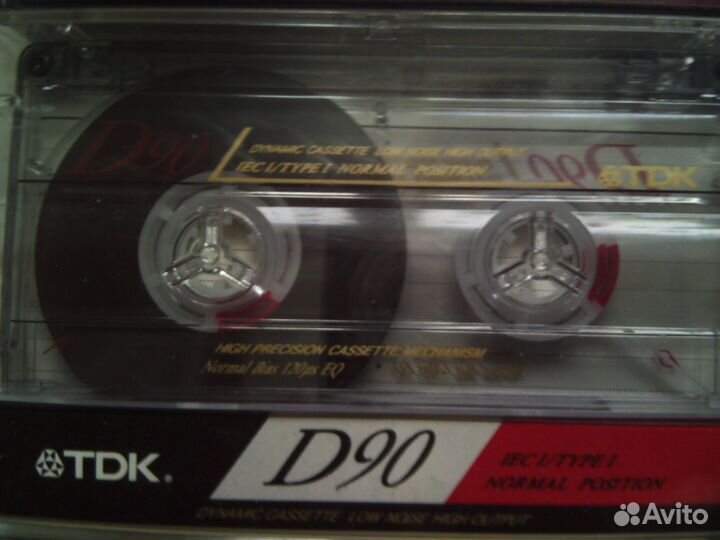 D90
DYNAMIC CASSETTE LOW NOISE HIGH OUTPUT
IEC I/TYPE I NORMAL POSITION
D90
TDK
HIGH PRECISION CASSETTE MECHANISM
Normal Bias 120µs EQ
A
TDK®
D90
IEC I/TYPE I
NORMAL POSITION
DYNAMIC CASSETTE LOW NOISE HIGH OUTPUT
Avito